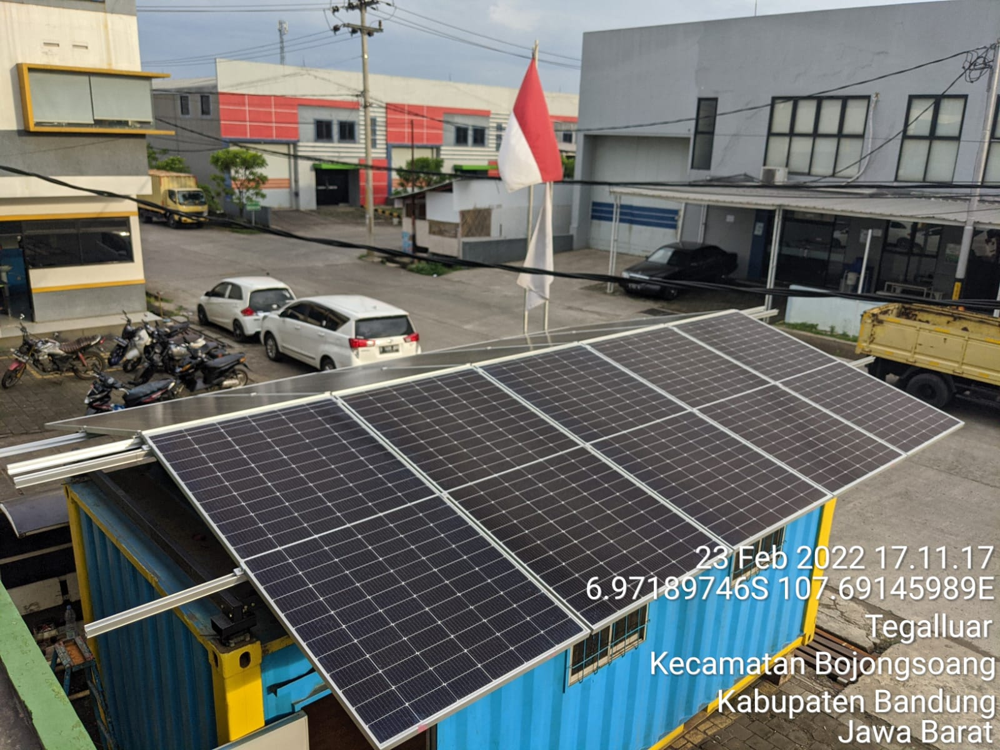 23 Feb 2022 17.11.17
6.97189746S 107.69145989E
Tegalluar
Kecamatan Bojongsoang
Kabupaten Bandung
Jawa Barat